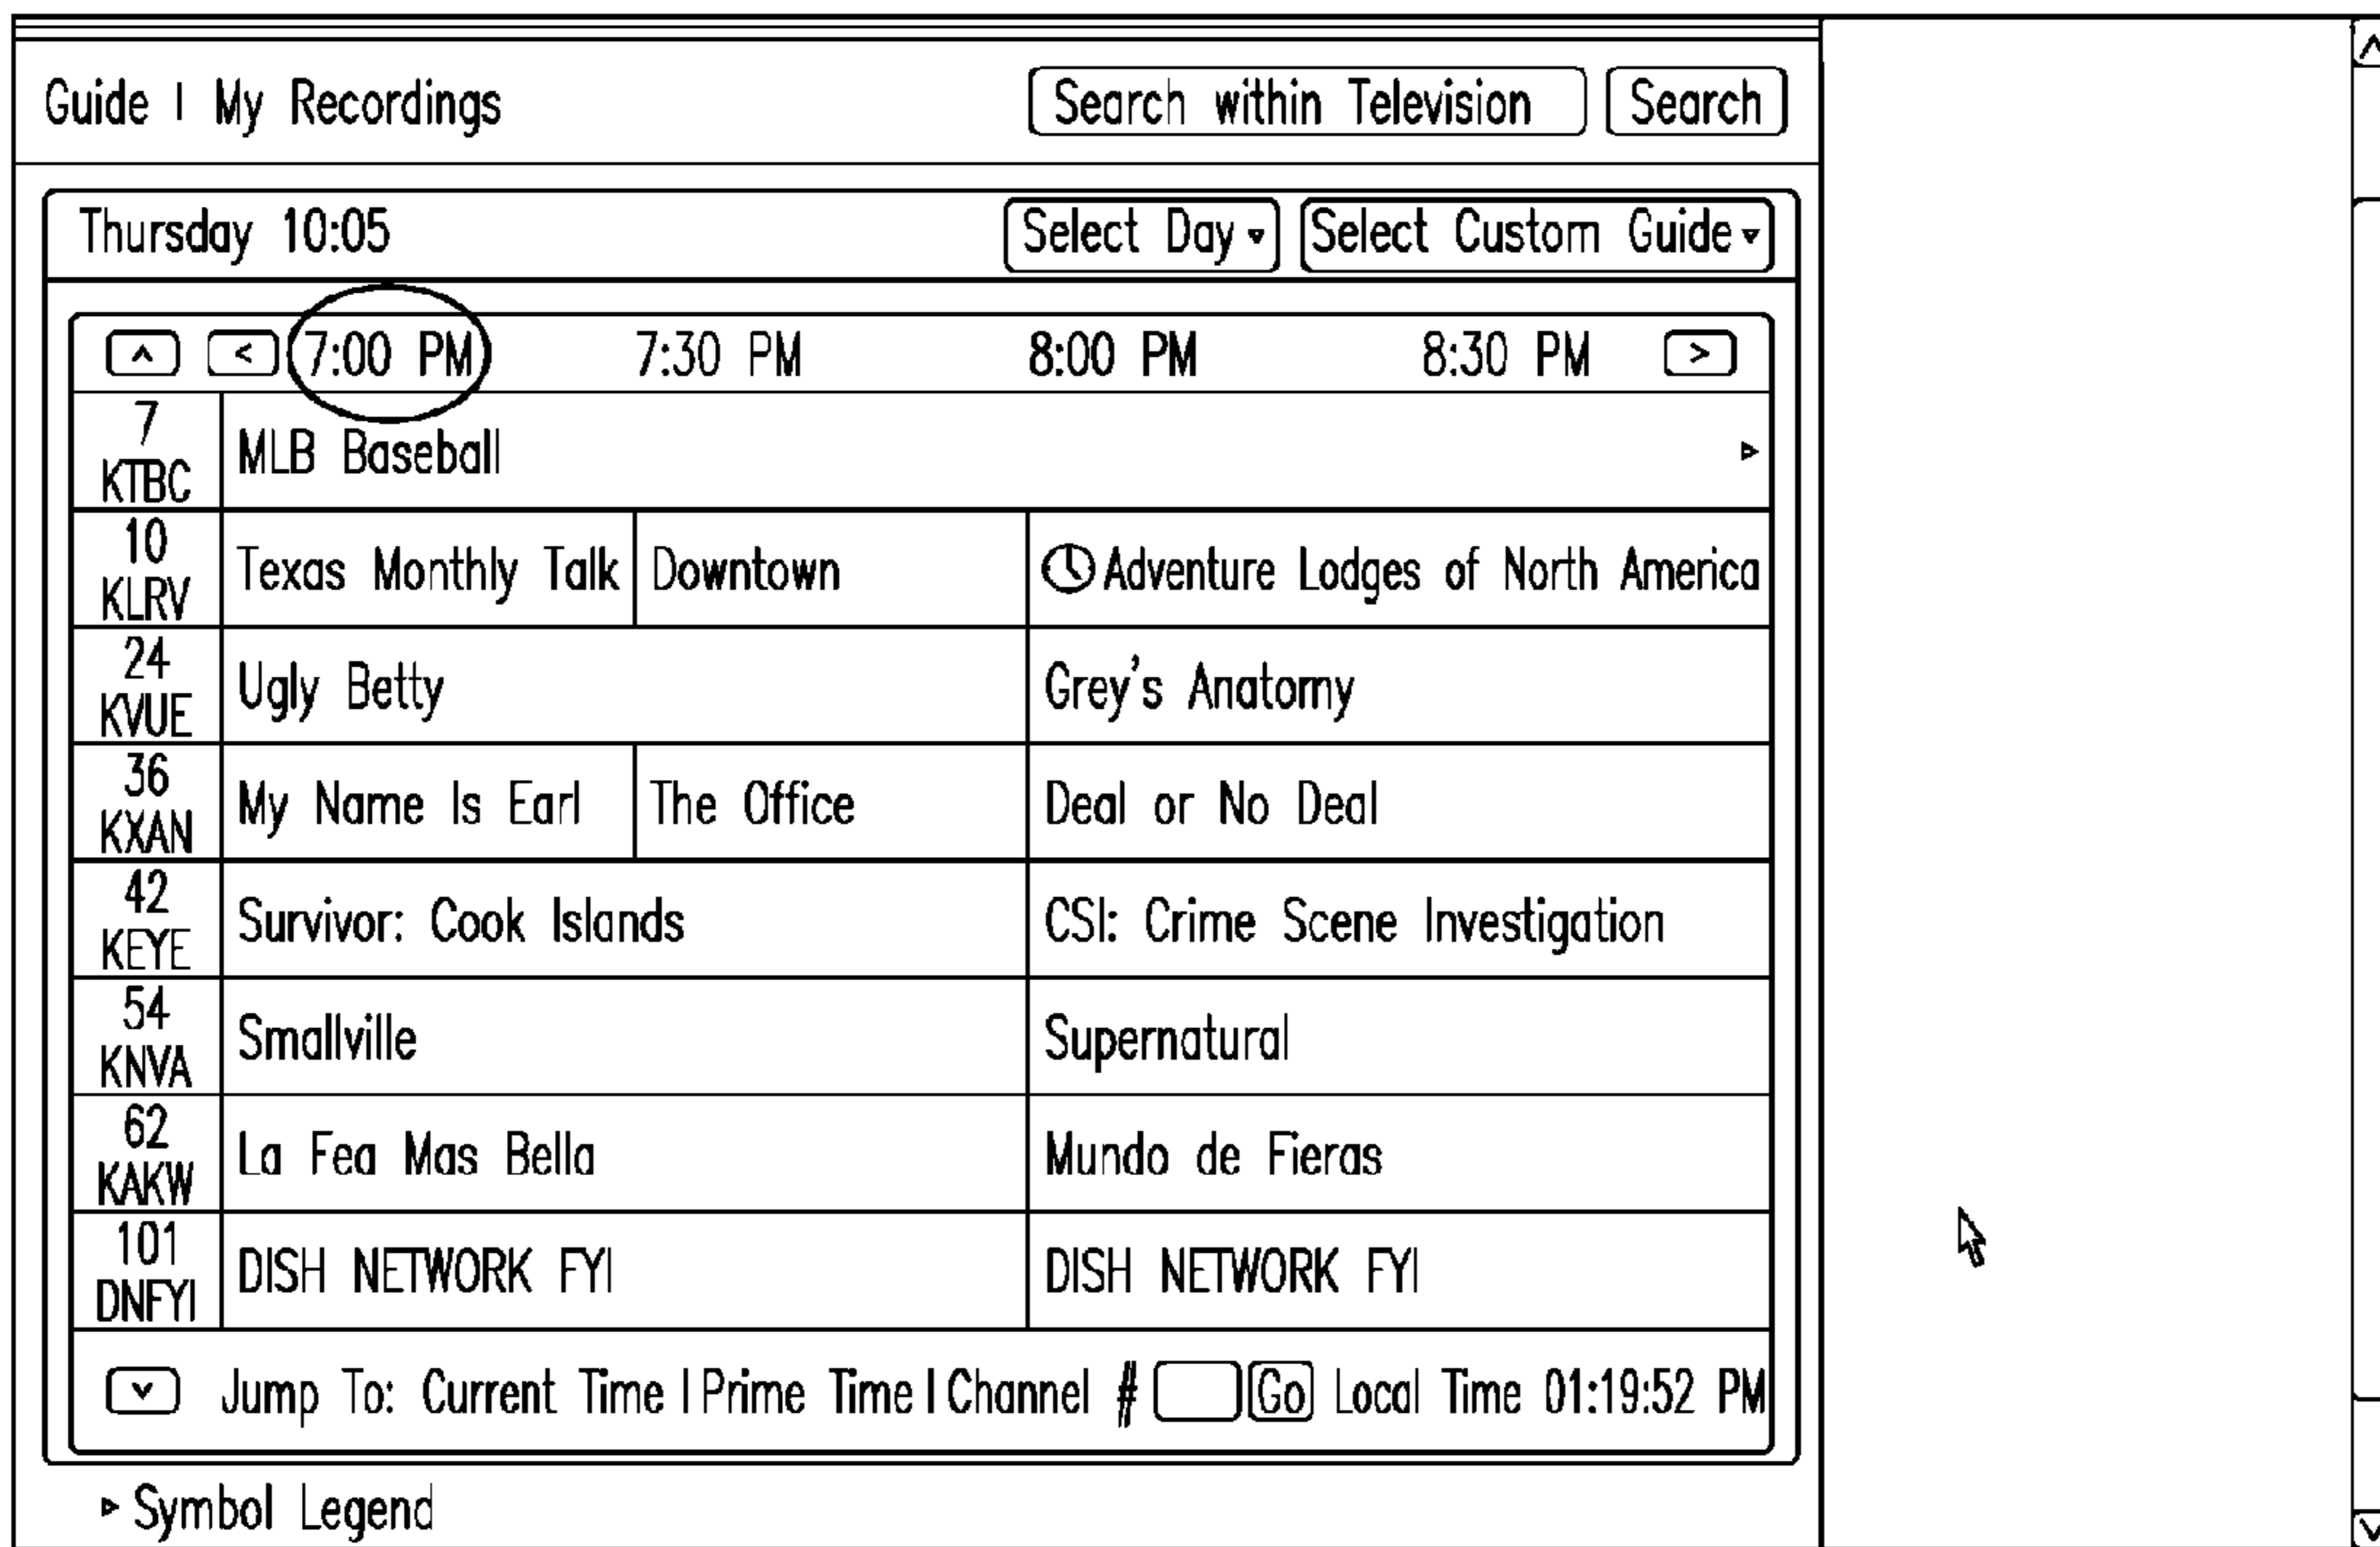 Guide | My Recordings Search within Television Search
Thursday 10:05 Select Day Select Custom Guide
7:00 PM 7:30 PM 8:00 PM 8:30 PM
7
KTBC
MLB Baseball
10
KLRV
Texas Monthly Talk
Downtown
Adventure Lodges of North America
24
KVUE
Ugly Betty
Grey's Anatomy
36
KXAN
My Name Is Earl
The Office
Deal or No Deal
42
KEYE
Survivor: Cook Islands
CSI: Crime Scene Investigation
54
KNVA
Smallville
Supernatural
62
KAKW
La Fea Mas Bella
Mundo de Fieras
101
DNFYI
DISH NETWORK FYI
DISH NETWORK FYI
Jump To: Current Time | Prime Time | Channel # Go Local Time 01:19:52 PM
Symbol Legend